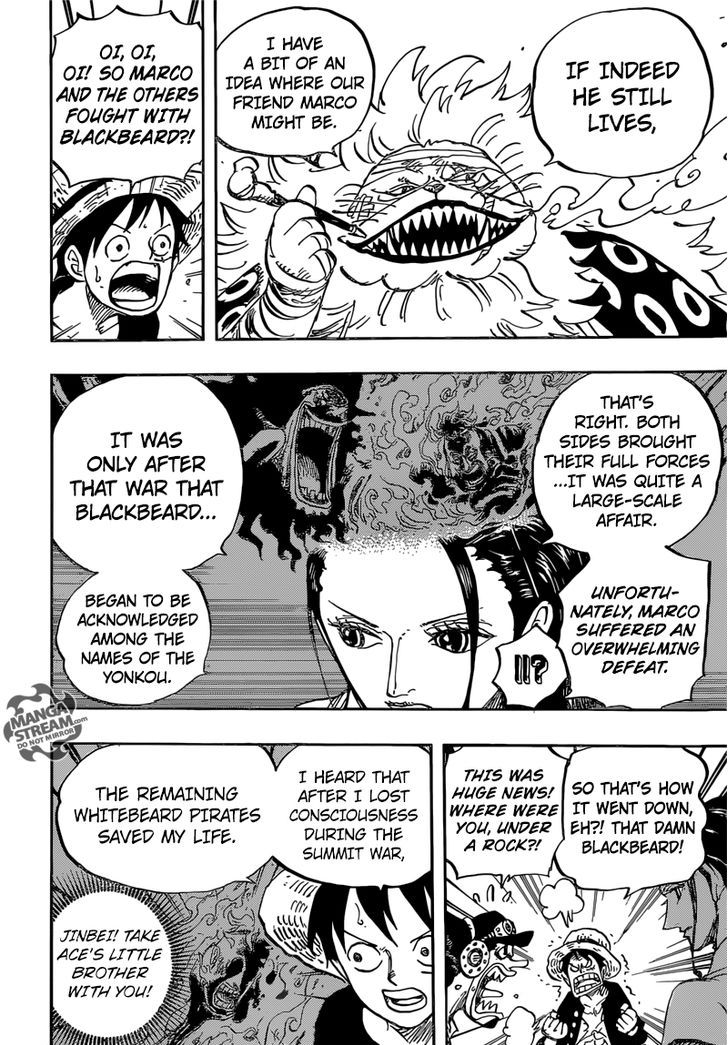 IF INDEED
HE STILL
LIVES,
I HAVE
A BIT OF AN
IDEA WHERE OUR
FRIEND MARCO
MIGHT BE.
OI, OI,
OI! SO MARCO
AND THE OTHERS
FOUGHT WITH
BLACKBEARD?!
THAT'S
RIGHT. BOTH
SIDES BROUGHT
THEIR FULL FORCES
...IT WAS QUITE A
LARGE-SCALE
AFFAIR.
UNFORTU-
NATELY, MARCO
SUFFERED AN
OVERWHELMING
DEFEAT.
!!?
IT WAS
ONLY AFTER
THAT WAR THAT
BLACKBEARD...
BEGAN TO BE
ACKNOWLEDGED
AMONG THE
NAMES OF THE
YONKOU.
SO THAT'S HOW
IT WENT DOWN,
EH?! THAT DAMN
BLACKBEARD!
THIS WAS
HUGE NEWS!
WHERE WERE
YOU, UNDER
A ROCK?!
I HEARD THAT
AFTER I LOST
CONSCIOUSNESS
DURING THE
SUMMIT WAR,
THE REMAINING
WHITEBEARD PIRATES
SAVED MY LIFE.
JINBEI! TAKE
ACE'S LITTLE
BROTHER
WITH YOU!
MANGA
STREAM.com
DO NOT MIRROR